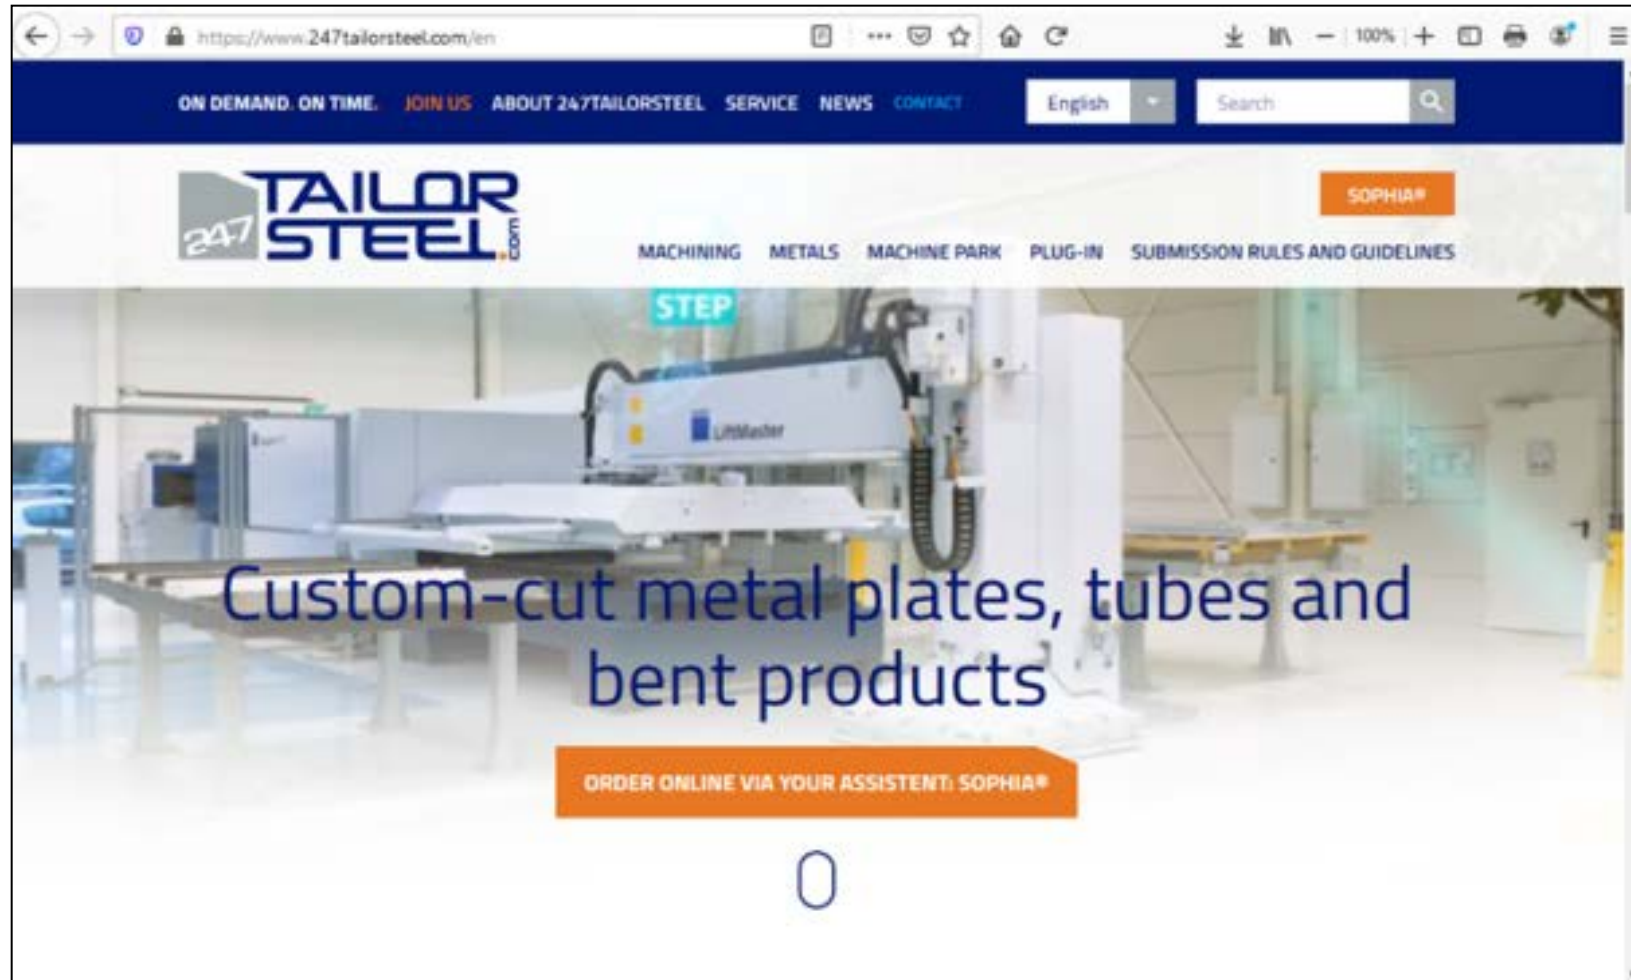 https://www.247tailorsteel.com/en
100%
ON DEMAND. ON TIME. JOIN US ABOUT 247TAILORSTEEL SERVICE NEWS CONTACT English Search
247 TAILOR
STEEL.com
SOPHIA®
MACHINING METALS MACHINE PARK PLUG-IN SUBMISSION RULES AND GUIDELINES
STEP
LiftMaster
Custom-cut metal plates, tubes and
bent products
ORDER ONLINE VIA YOUR ASSISTENT: SOPHIA®